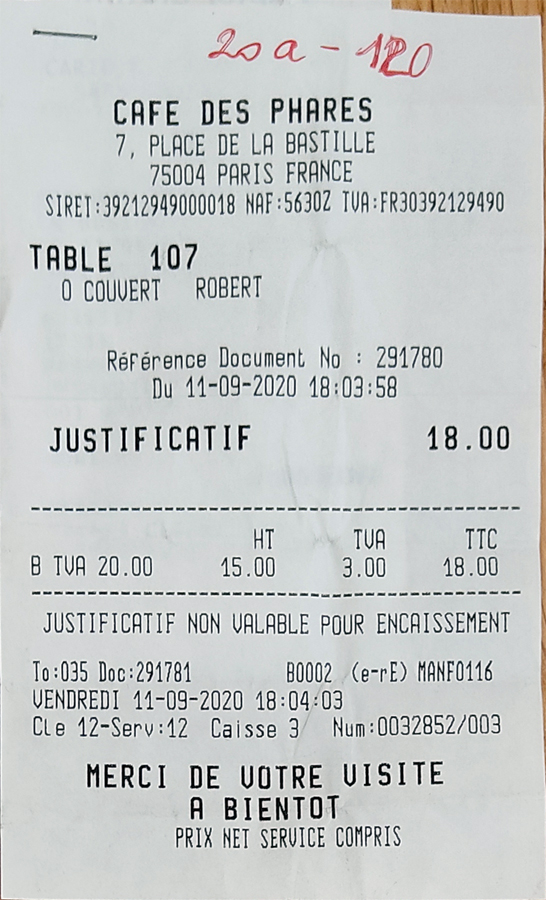 20a - 120
CAFE DES PHARES
7, PLACE DE LA BASTILLE
75004 PARIS FRANCE
SIRET:39212949000018 NAF:5630Z TVA:FR30392129490
TABLE 107
0 COUVERT ROBERT
Référence Document No : 291780
Du 11-09-2020 18:03:58
JUSTIFICATIF 18.00
HT TVA TTC
B TVA 20.00 15.00 3.00 18.00
JUSTIFICATIF NON VALABLE POUR ENCAISSEMENT
To:035 Doc:291781 B0002 (e-rE) MANF0116
VENDREDI 11-09-2020 18:04:03
CLe 12-Serv:12 Caisse 3 Num:0032852/003
MERCI DE VOTRE VISITE
A BIENTOT
PRIX NET SERVICE COMPRIS